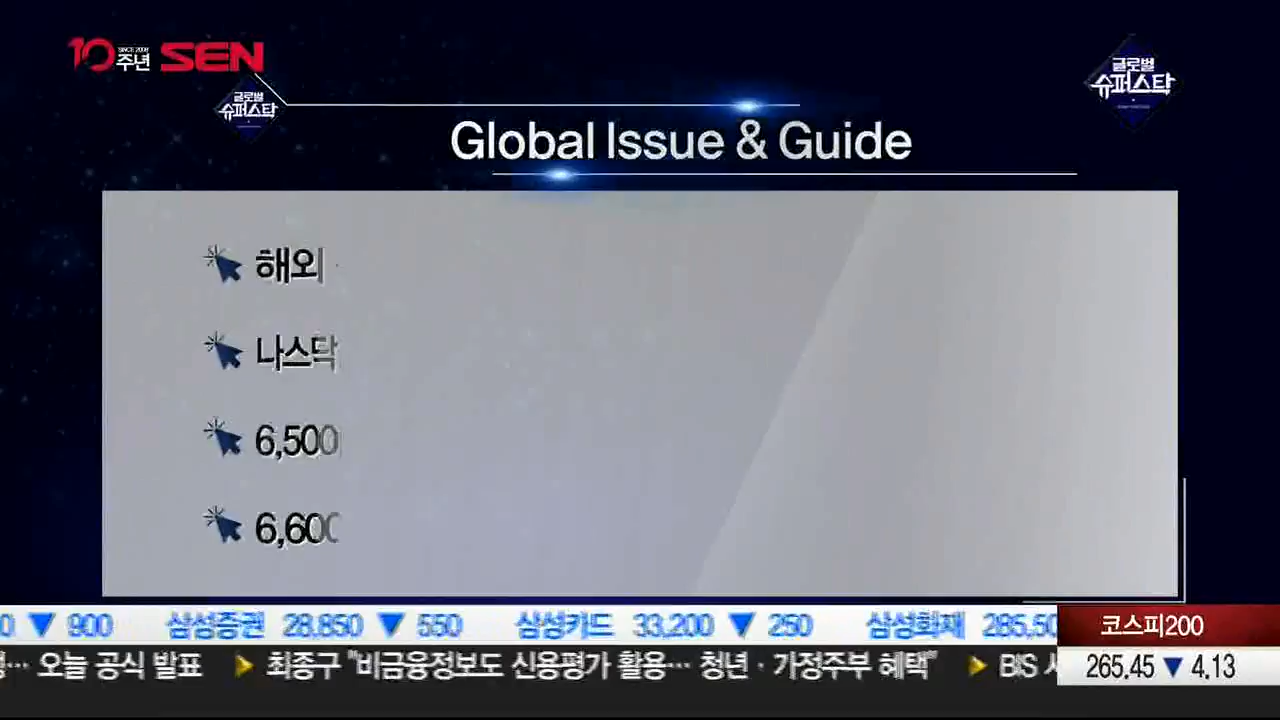 10주년 SINCE 2008 SEN
글로벌
슈퍼스탁
글로벌
슈퍼스탁
Global Issue & Guide
해외
나스닥
6,500
6,600
▼ 900 삼성증권 28,850 ▼ 550 삼성카드 33,200 ▼ 250 삼성화재 285,50
코스피200
… 오늘 공식 발표 ▶ 최종구 "비금융정보도 신용평가 활용… 청년·가정주부 혜택" ▶ BIS
265.45 ▼ 4.13